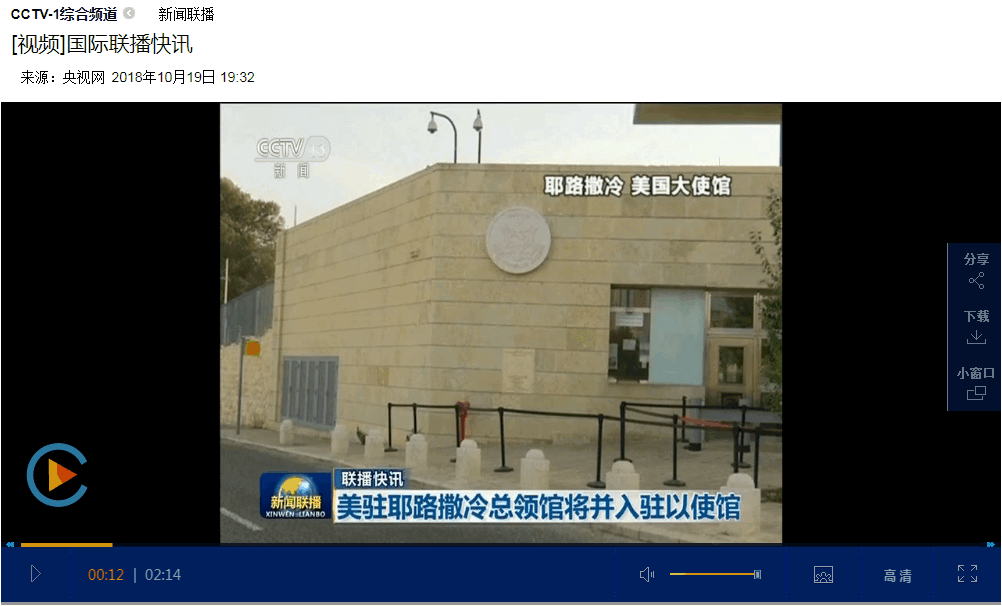 CCTV-1综合频道 新闻联播
[视频]国际联播快讯
来源：央视网 2018年10月19日 19:32
CCTV 13
新闻
耶路撒冷 美国大使馆
分享
下载
小窗口
联播快讯
新闻联播
XINWEN LIANBO
美驻耶路撒冷总领馆将并入驻以使馆
00:12 | 02:14
高清